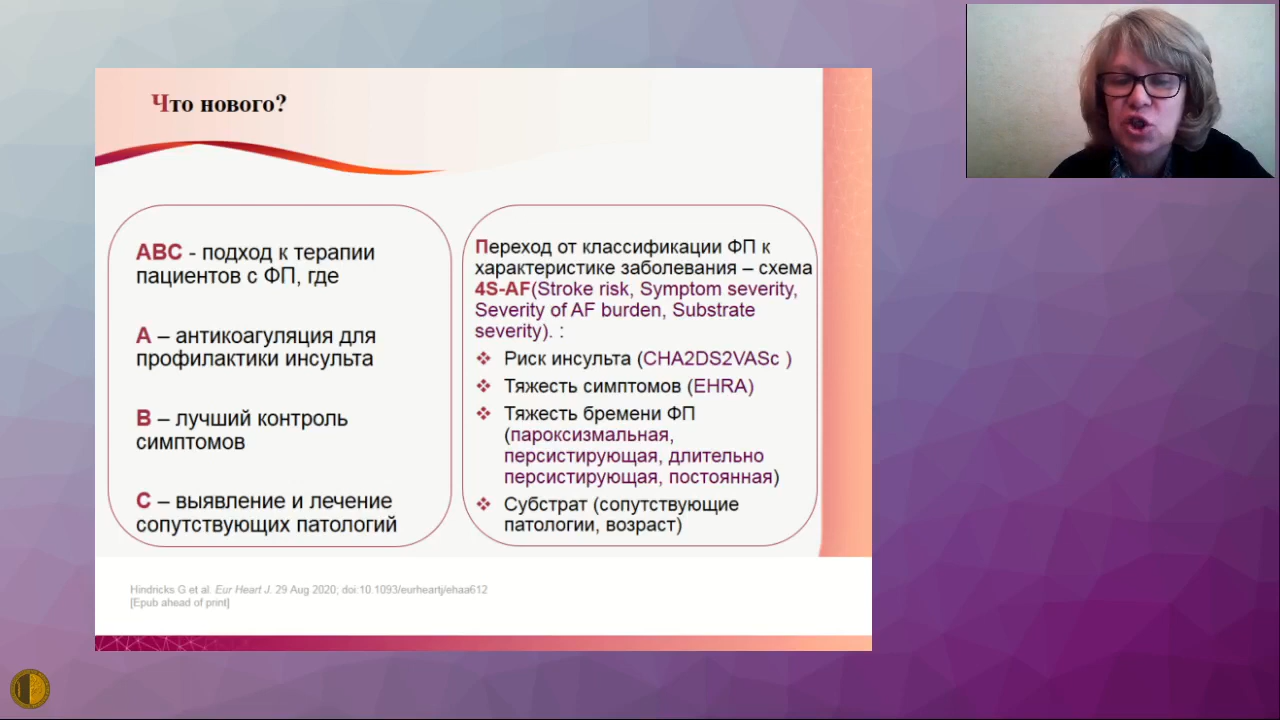 Что нового?
ABC - подход к терапии
пациентов с ФП, где
A – антикоагуляция для
профилактики инсульта
B – лучший контроль
симптомов
C – выявление и лечение
сопутствующих патологий
Переход от классификации ФП к
характеристике заболевания – схема
4S-AF(Stroke risk, Symptom severity,
Severity of AF burden, Substrate
severity). :
❖ Риск инсульта (CHA2DS2VASc )
❖ Тяжесть симптомов (EHRA)
❖ Тяжесть бремени ФП
(пароксизмальная,
персистирующая, длительно
персистирующая, постоянная)
❖ Субстрат (сопутствующие
патологии, возраст)
Hindricks G et al. Eur Heart J. 29 Aug 2020; doi:10.1093/eurheartj/ehaa612
[Epub ahead of print]